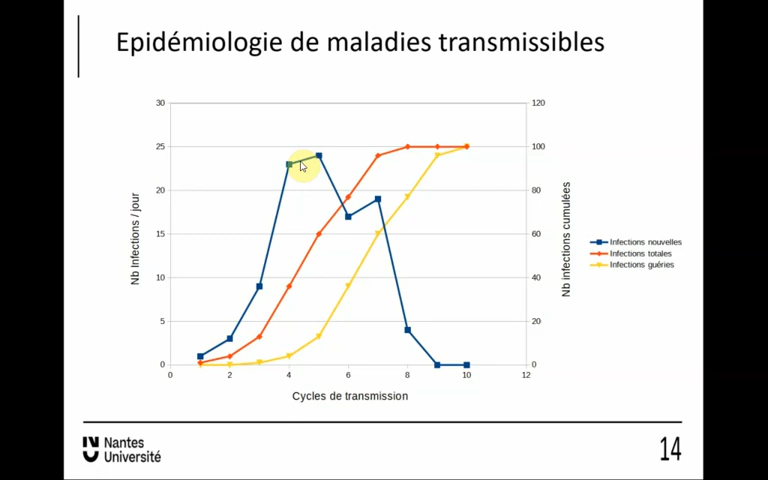 Epidémiologie de maladies transmissibles
30
25
20
15
10
5
0
120
100
80
60
40
20
0
0
2
4
6
8
10
12
Nb Infections / jour
Nb infections cumulées
Cycles de transmission
Infections nouvelles
Infections totales
Infections guéries
Nantes
Université
14